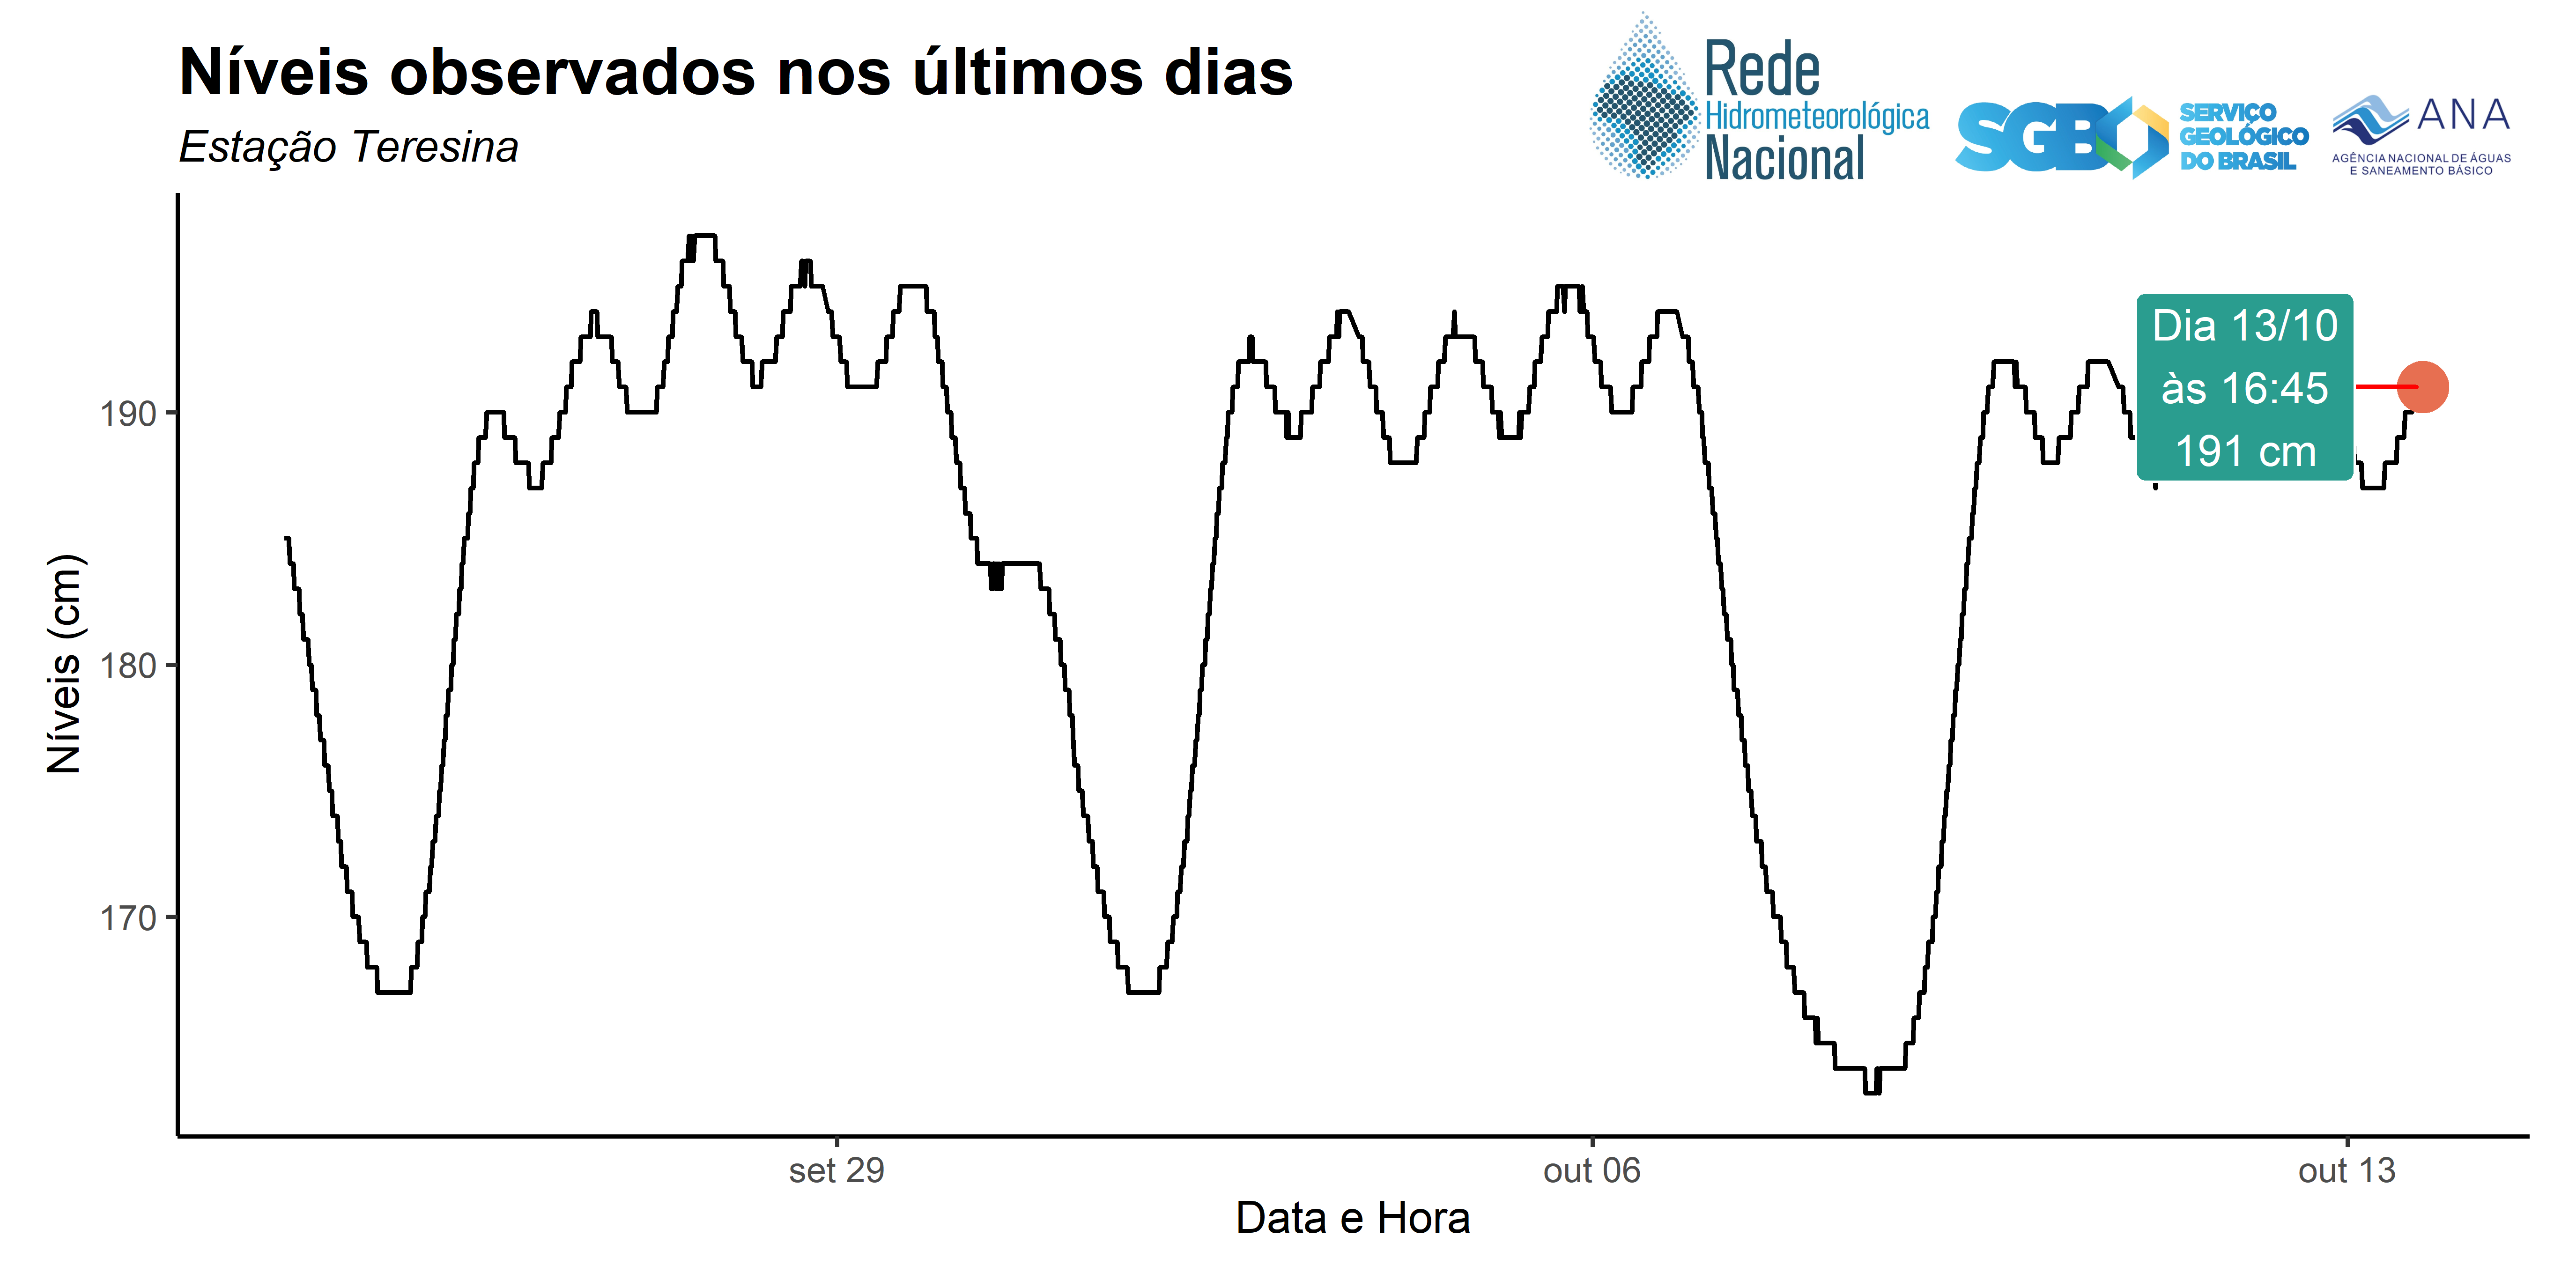 Níveis observados nos últimos dias
Estação Teresina
Rede
Hidrometeorológica
Nacional
SGB
SERVIÇO
GEOLÓGICO
DO BRASIL
ANA
AGÊNCIA NACIONAL DE ÁGUAS
E SANEAMENTO BÁSICO
Níveis (cm)
190
180
170
Dia 13/10
às 16:45
191 cm
set 29
out 06
out 13
Data e Hora